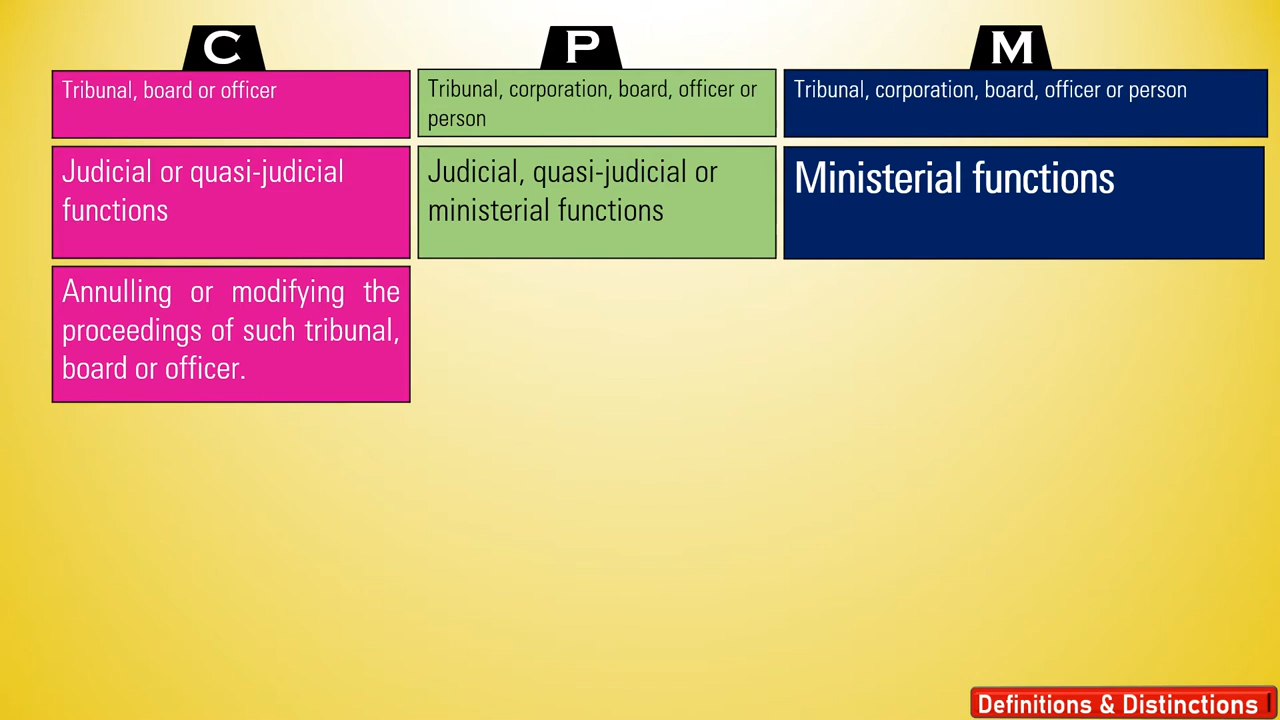 C
P
M
Tribunal, board or officer
Tribunal, corporation, board, officer or
person
Tribunal, corporation, board, officer or person
Judicial or quasi-judicial
functions
Judicial, quasi-judicial or
ministerial functions
Ministerial functions
Annulling or modifying the
proceedings of such tribunal,
board or officer.
Definitions & Distinctions